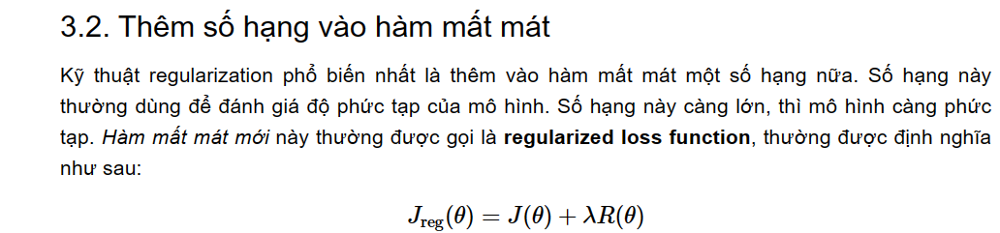 3.2. Thêm số hạng vào hàm mất mát
Kỹ thuật regularization phổ biến nhất là thêm vào hàm mất mát một số hạng nữa. Số hạng này
thường dùng để đánh giá độ phức tạp của mô hình. Số hạng này càng lớn, thì mô hình càng phức
tạp. Hàm mất mát mới này thường được gọi là regularized loss function, thường được định nghĩa
như sau:
J_reg(θ) = J(θ) + λR(θ)